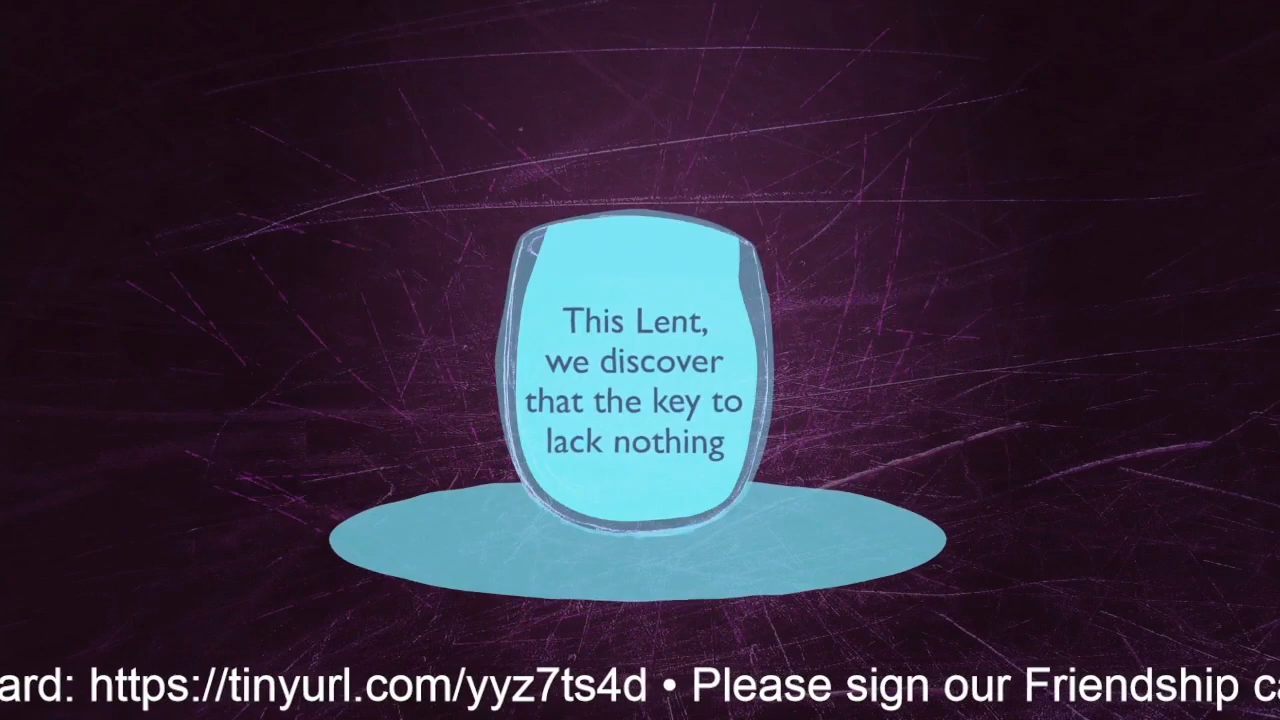 This Lent,
we discover
that the key to
lack nothing
ard: https://tinyurl.com/yyz7ts4d • Please sign our Friendship ca